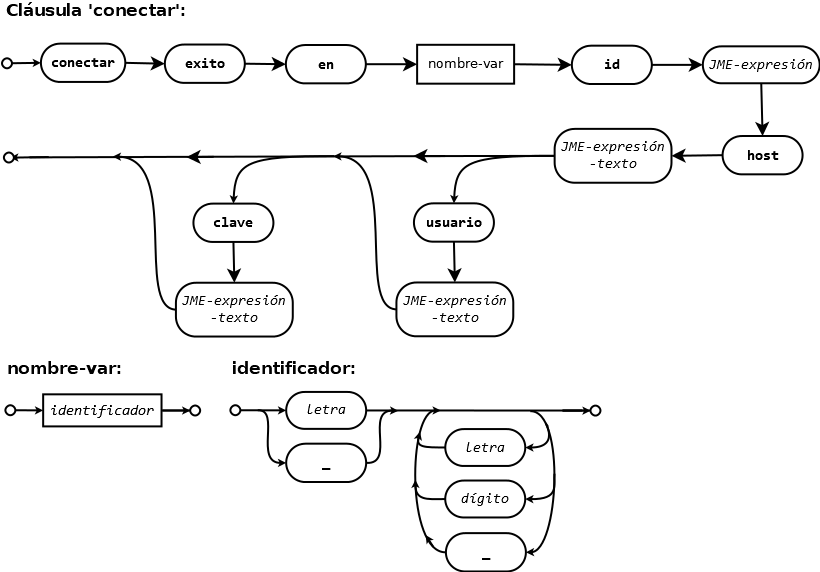 Cláusula 'conectar':
conectar exito en nombre-var id JME-expresión
JME-expresión
-texto
host
clave usuario
JME-expresión JME-expresión
-texto -texto
nombre-var: identificador:
identificador letra
_
letra
dígito
_